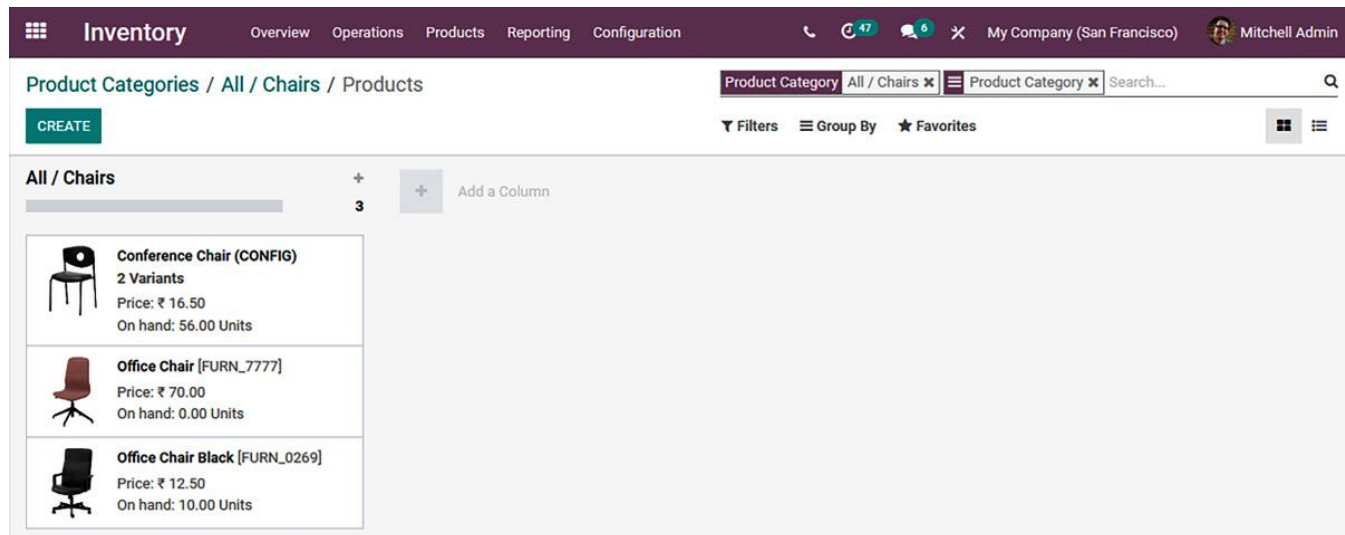 Inventory Overview Operations Products Reporting Configuration 47 6 My Company (San Francisco) Mitchell Admin
Product Categories / All / Chairs / Products
Product Category All / Chairs ✖ Product Category ✖ Search...
CREATE
Filters Group By Favorites
All / Chairs +
3
+ Add a Column
Conference Chair (CONFIG)
2 Variants
Price: ₹ 16.50
On hand: 56.00 Units
Office Chair [FURN_7777]
Price: ₹ 70.00
On hand: 0.00 Units
Office Chair Black [FURN_0269]
Price: ₹ 12.50
On hand: 10.00 Units